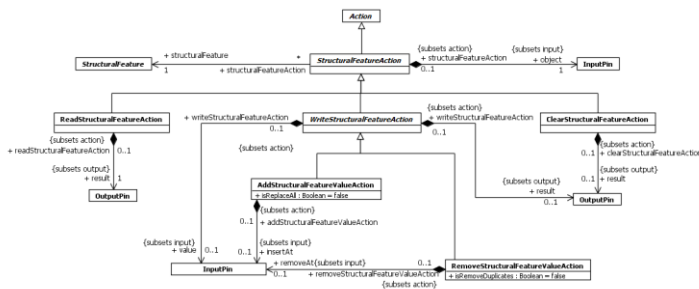 Action
{subsets action}
{subsets input}
+ structuralFeature
*
StructuralFeatureAction
+ structuralFeatureAction
+ object
StructuralFeature
1
+ structuralFeatureAction
0..1
1
InputPin
{subsets action}
ReadStructuralFeatureAction
+ writeStructuralFeatureAction
WriteStructuralFeatureAction
+ writeStructuralFeatureAction
ClearStructuralFeatureAction
0..1
0..1
{subsets action}
+ readStructuralFeatureAction
0..1
{subsets action}
{subsets action}
0..1
+ clearStructuralFeatureAction
{subsets output}
+ result
1
{subsets output}
+ result
0..1
{subsets output}
+ result
0..1
OutputPin
AddStructuralFeatureValueAction
+ isReplaceAll : Boolean = false
OutputPin
{subsets action}
0..1
+ addStructuralFeatureValueAction
{subsets input}
+ value
0..1
{subsets input}
0..1
+ insertAt
InputPin
+ removeAt{subsets input}
0..1
0..1
+ removeStructuralFeatureValueAction
{subsets action}
RemoveStructuralFeatureValueAction
+ isRemoveDuplicates : Boolean = false